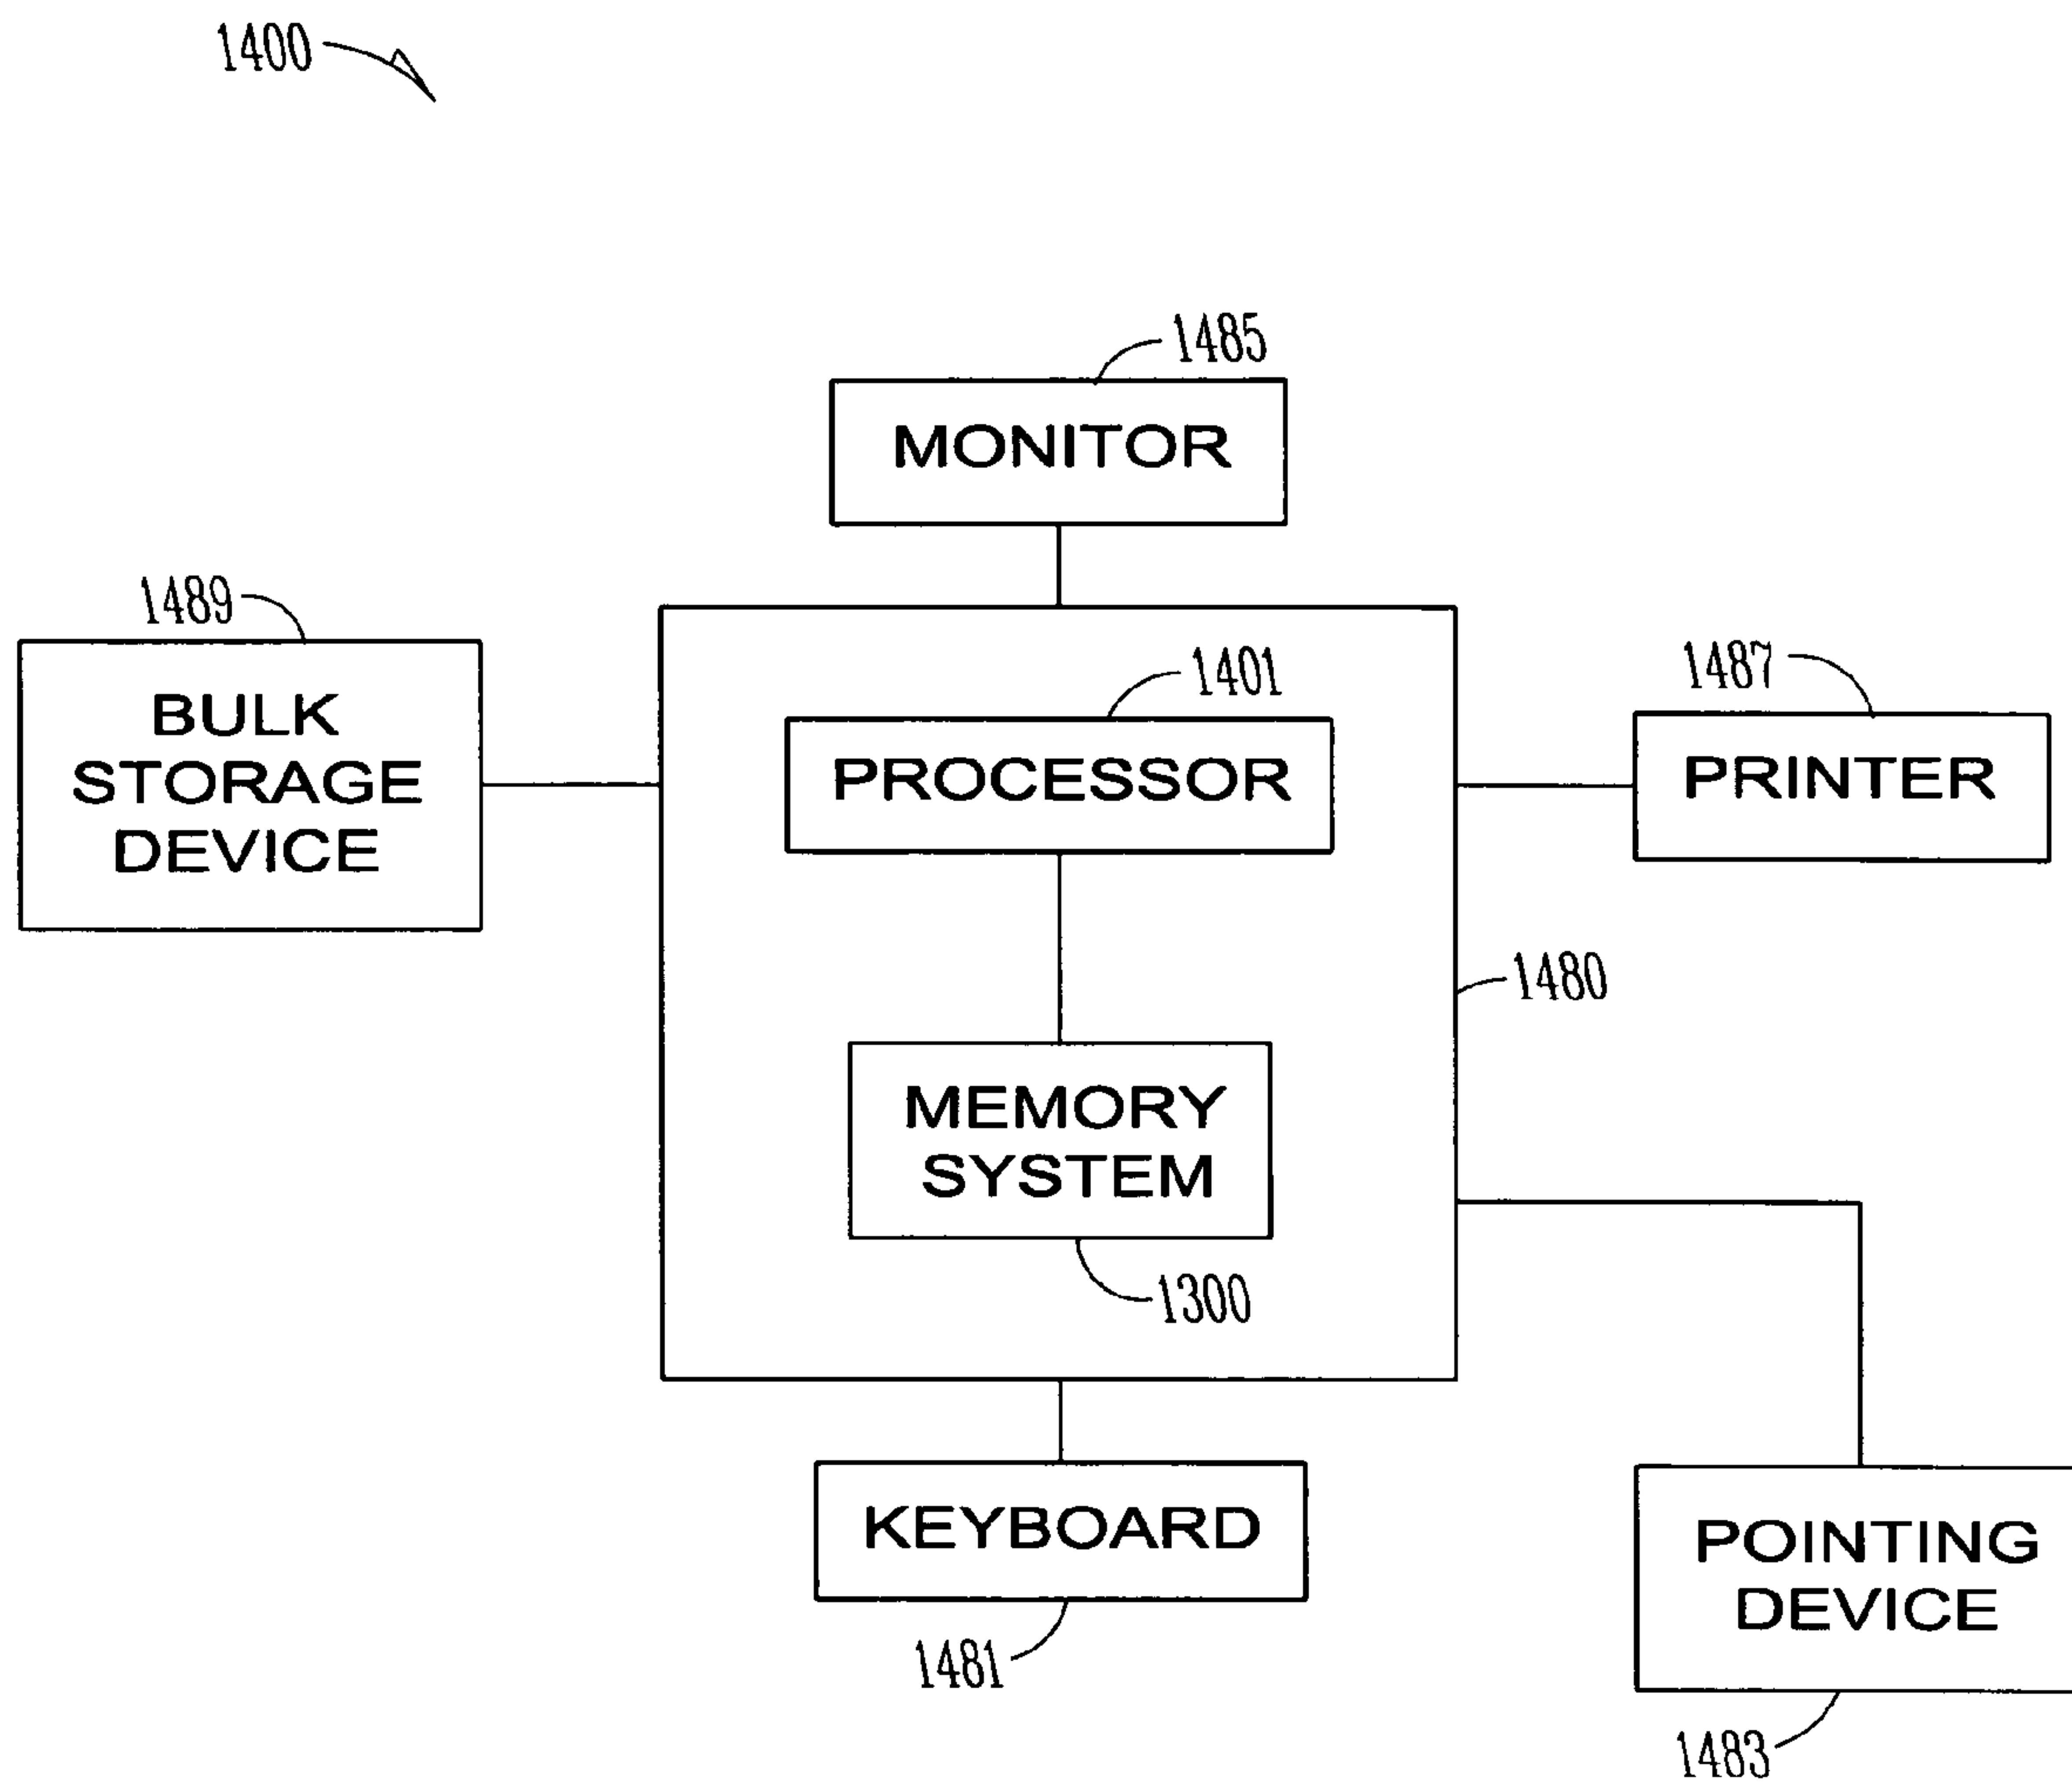 1400
1485
MONITOR
1489
BULK
STORAGE
DEVICE
1401
PROCESSOR
1487
PRINTER
1480
MEMORY
SYSTEM
1300
KEYBOARD
1481
POINTING
DEVICE
1483